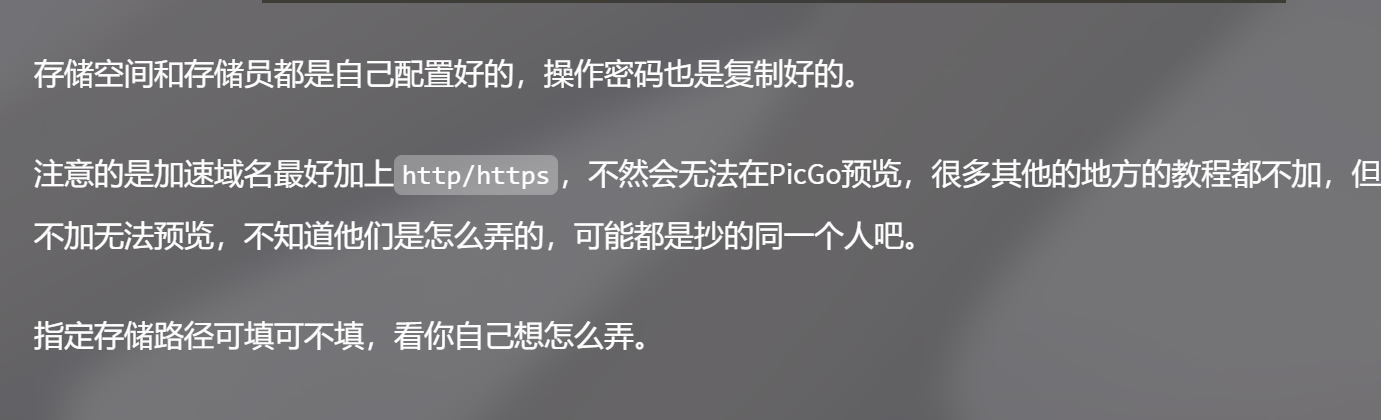 存储空间和存储员都是自己配置好的，操作密码也是复制好的。
注意的是加速域名最好加上http/https，不然会无法在PicGo预览，很多其他的地方的教程都不加，但
不加无法预览，不知道他们是怎么弄的，可能都是抄的同一个人吧。
指定存储路径可填可不填，看你自己想怎么弄。